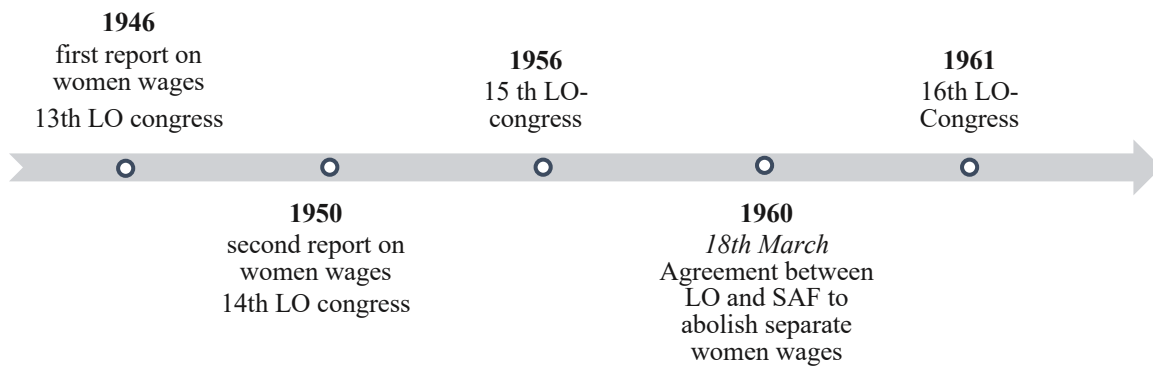 1946
first report on
women wages
13th LO congress
1950
second report on
women wages
14th LO congress
1956
15 th LO-
congress
1960
18th March
Agreement between
LO and SAF to
abolish separate
women wages
1961
16th LO-
Congress